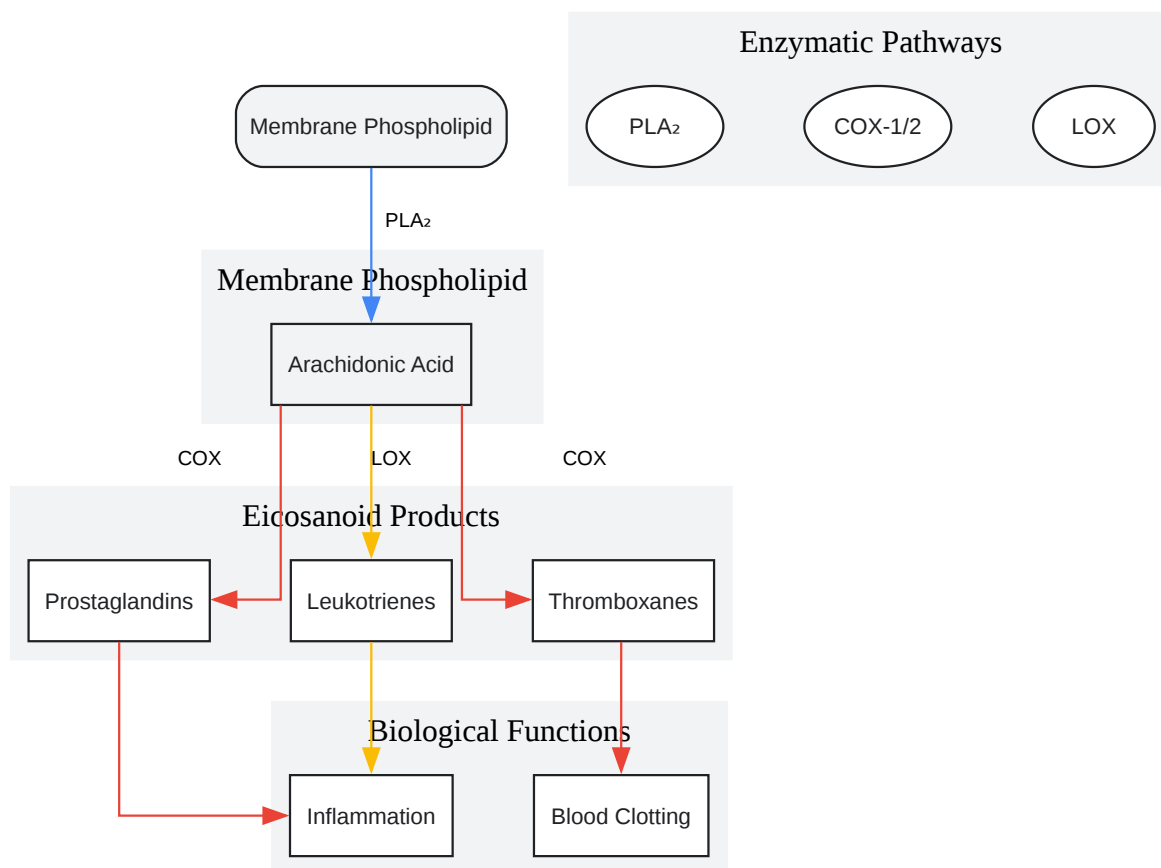 Enzymatic Pathways
Membrane Phospholipid
PLA₂
COX-1/2
LOX
PLA₂
Membrane Phospholipid
Arachidonic Acid
COX
LOX
COX
Eicosanoid Products
Prostaglandins
Leukotrienes
Thromboxanes
Biological Functions
Inflammation
Blood Clotting